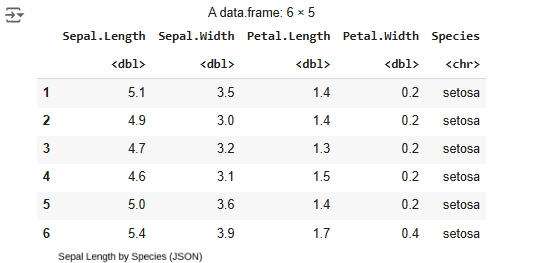 A data.frame: 6 × 5
Sepal.Length Sepal.Width Petal.Length Petal.Width Species
<dbl> <dbl> <dbl> <dbl> <chr>
1 5.1 3.5 1.4 0.2 setosa
2 4.9 3.0 1.4 0.2 setosa
3 4.7 3.2 1.3 0.2 setosa
4 4.6 3.1 1.5 0.2 setosa
5 5.0 3.6 1.4 0.2 setosa
6 5.4 3.9 1.7 0.4 setosa
Sepal Length by Species (JSON)